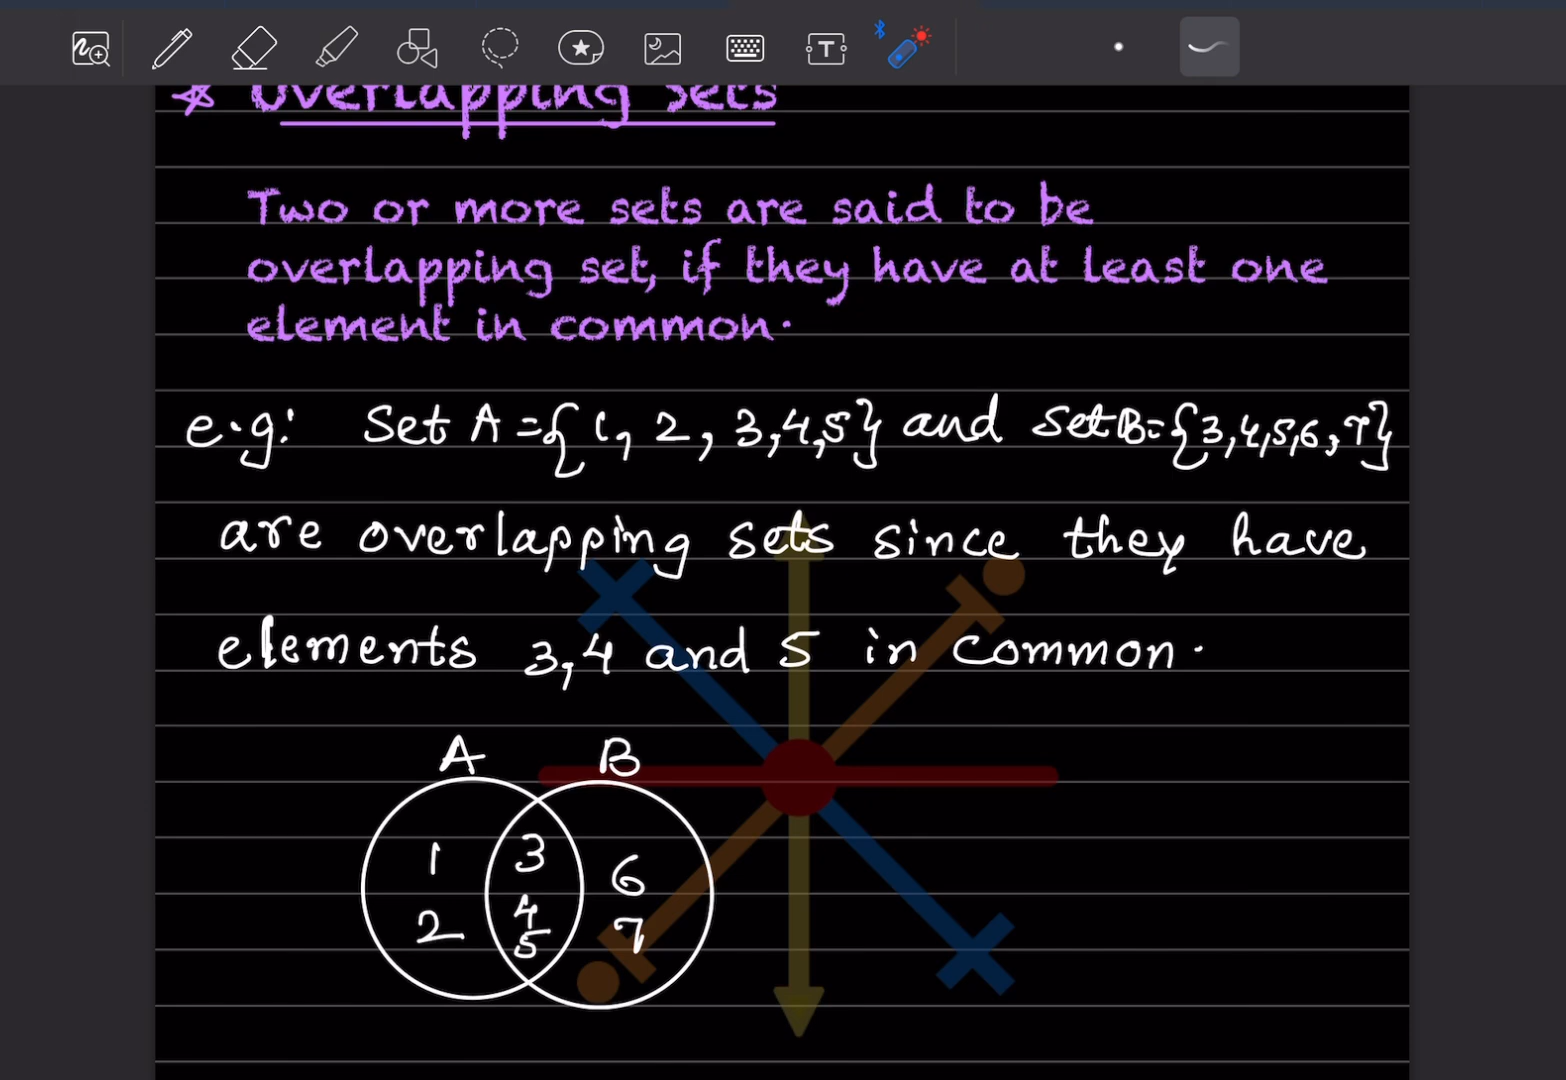 * Overlapping Sets
Two or more sets are said to be
overlapping set, if they have at least one
element in common.
e.g: Set A = {1, 2, 3,4,5} and Set B = {3,4,5,6,7}
are overlapping sets since they have
elements 3,4 and 5 in common.
A B
1 3 6
2 4 7
5